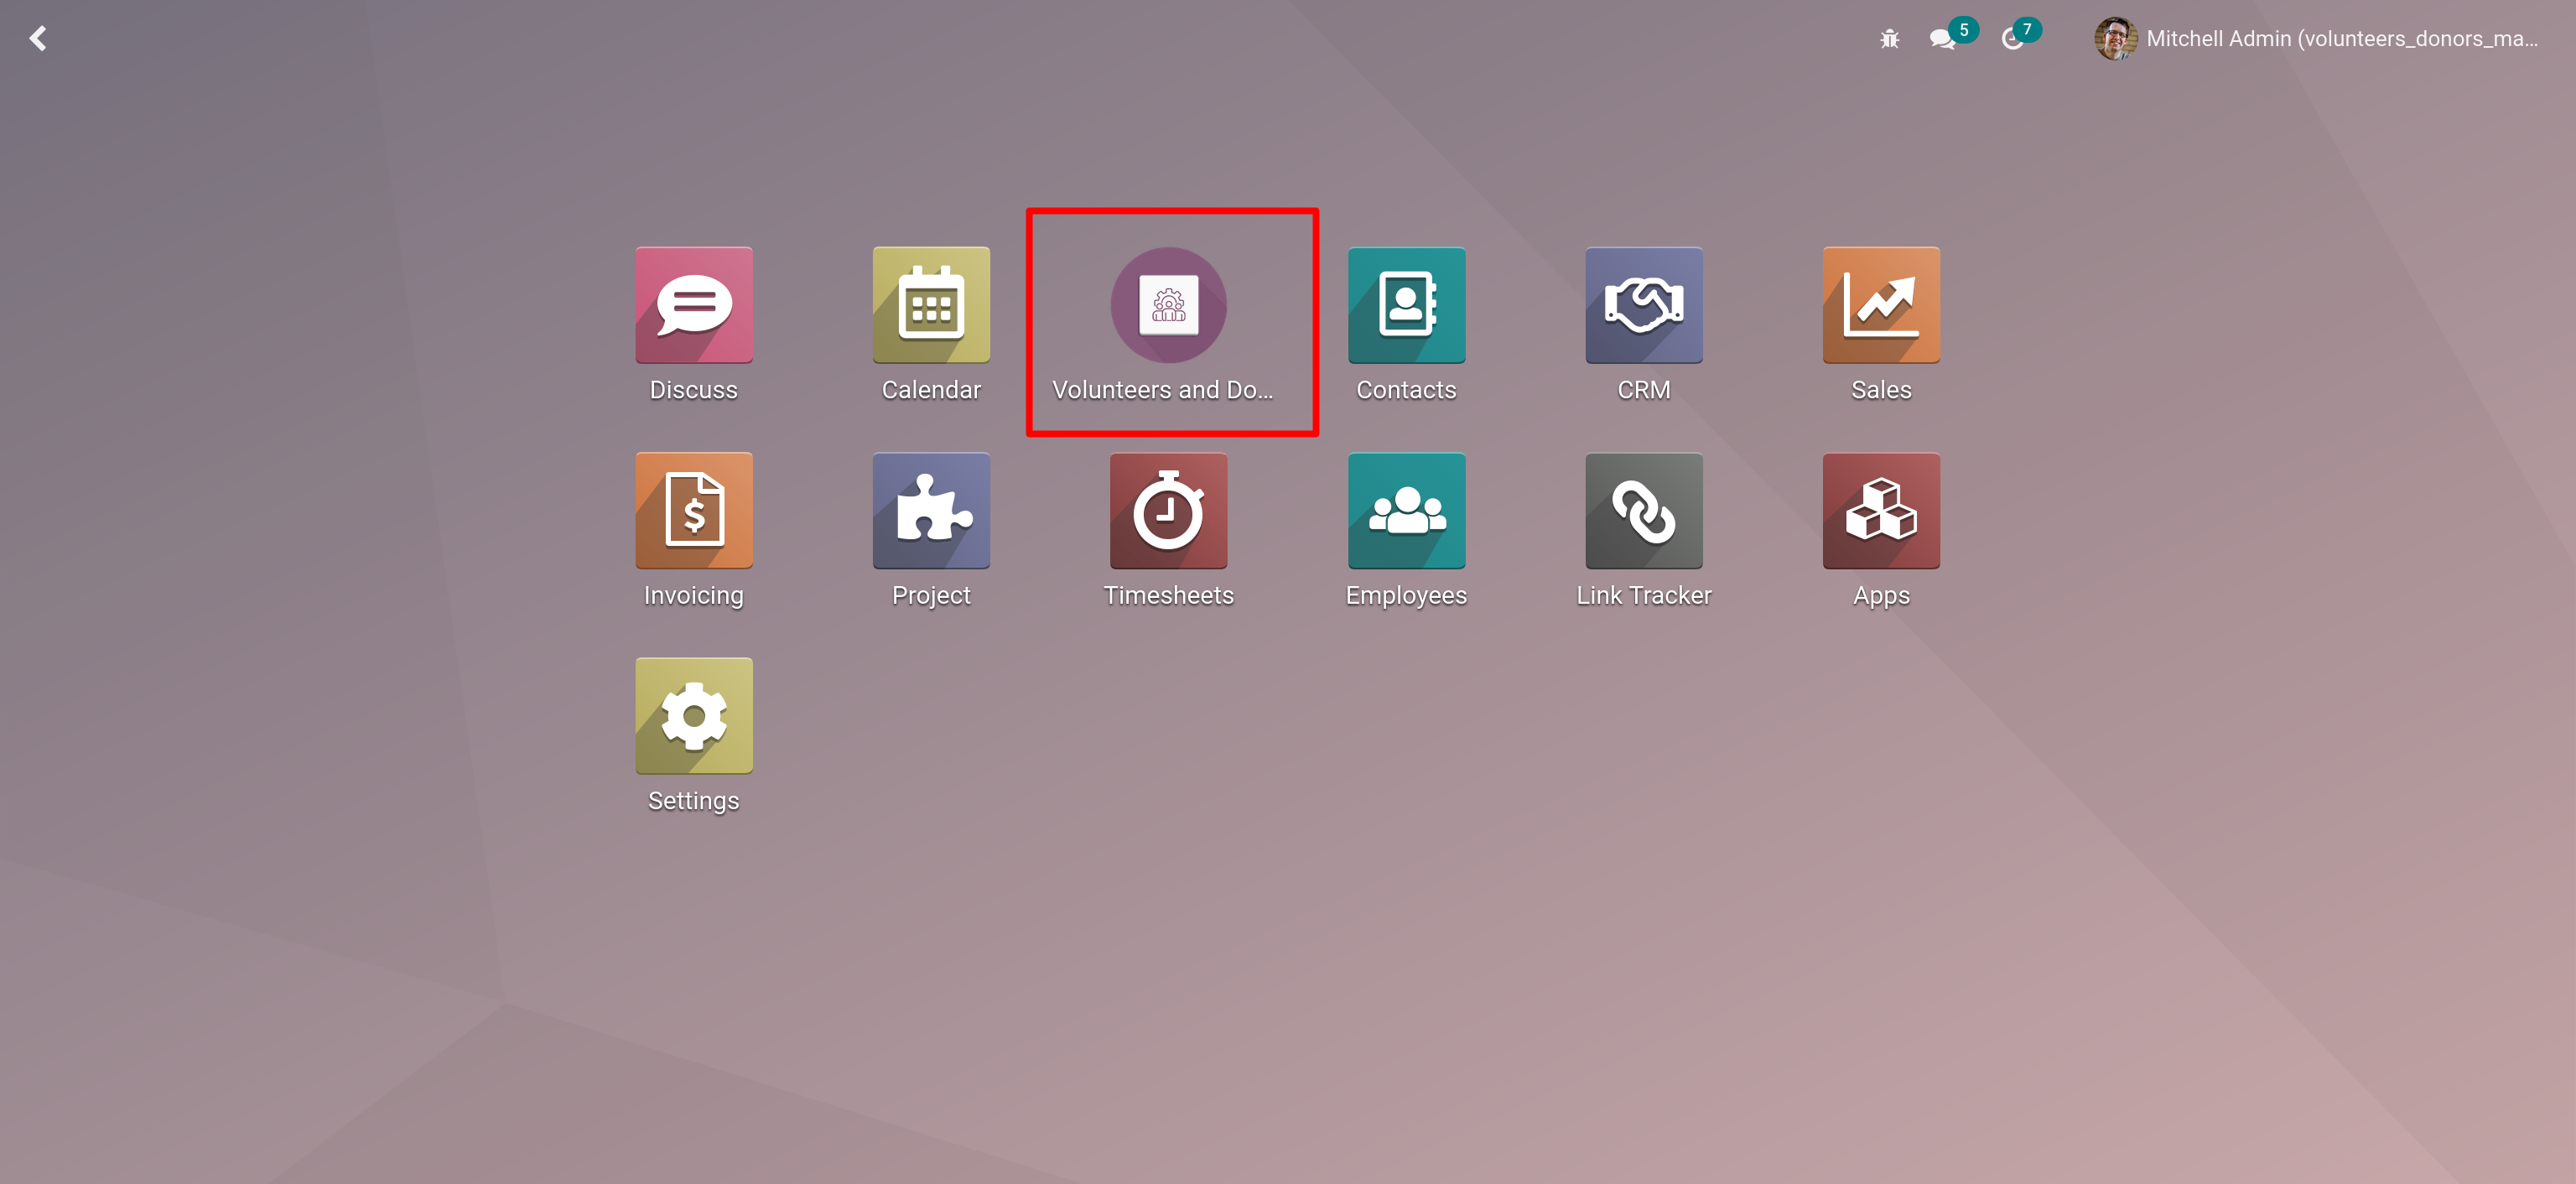 5
7
Mitchell Admin (volunteers_donors_ma...
Discuss
Calendar
Volunteers and Do...
Contacts
CRM
Sales
Invoicing
Project
Timesheets
Employees
Link Tracker
Apps
Settings